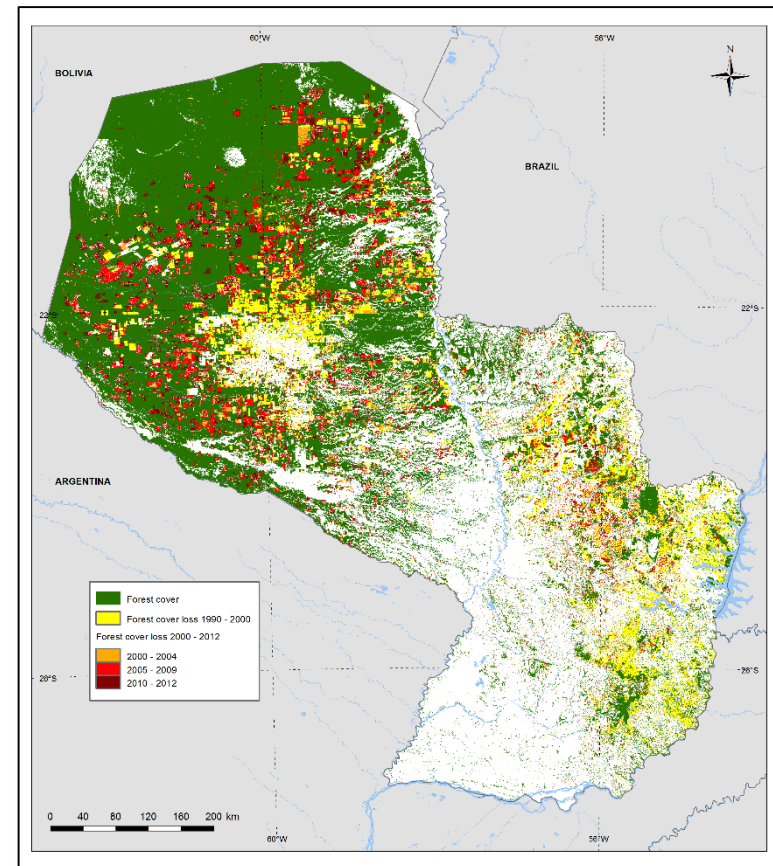 60°W
56°W
BOLIVIA
N
BRAZIL
22°S
22°S
ARGENTINA
Forest cover
Forest cover loss 1990 - 2000
Forest cover loss 2000 - 2012
2000 - 2004
2005 - 2009
2010 - 2012
26°S
26°S
0 40 80 120 160 200 km
60°W
56°W